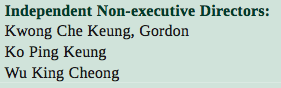 Independent Non-executive Directors:
Kwong Che Keung, Gordon
Ko Ping Keung
Wu King Cheong